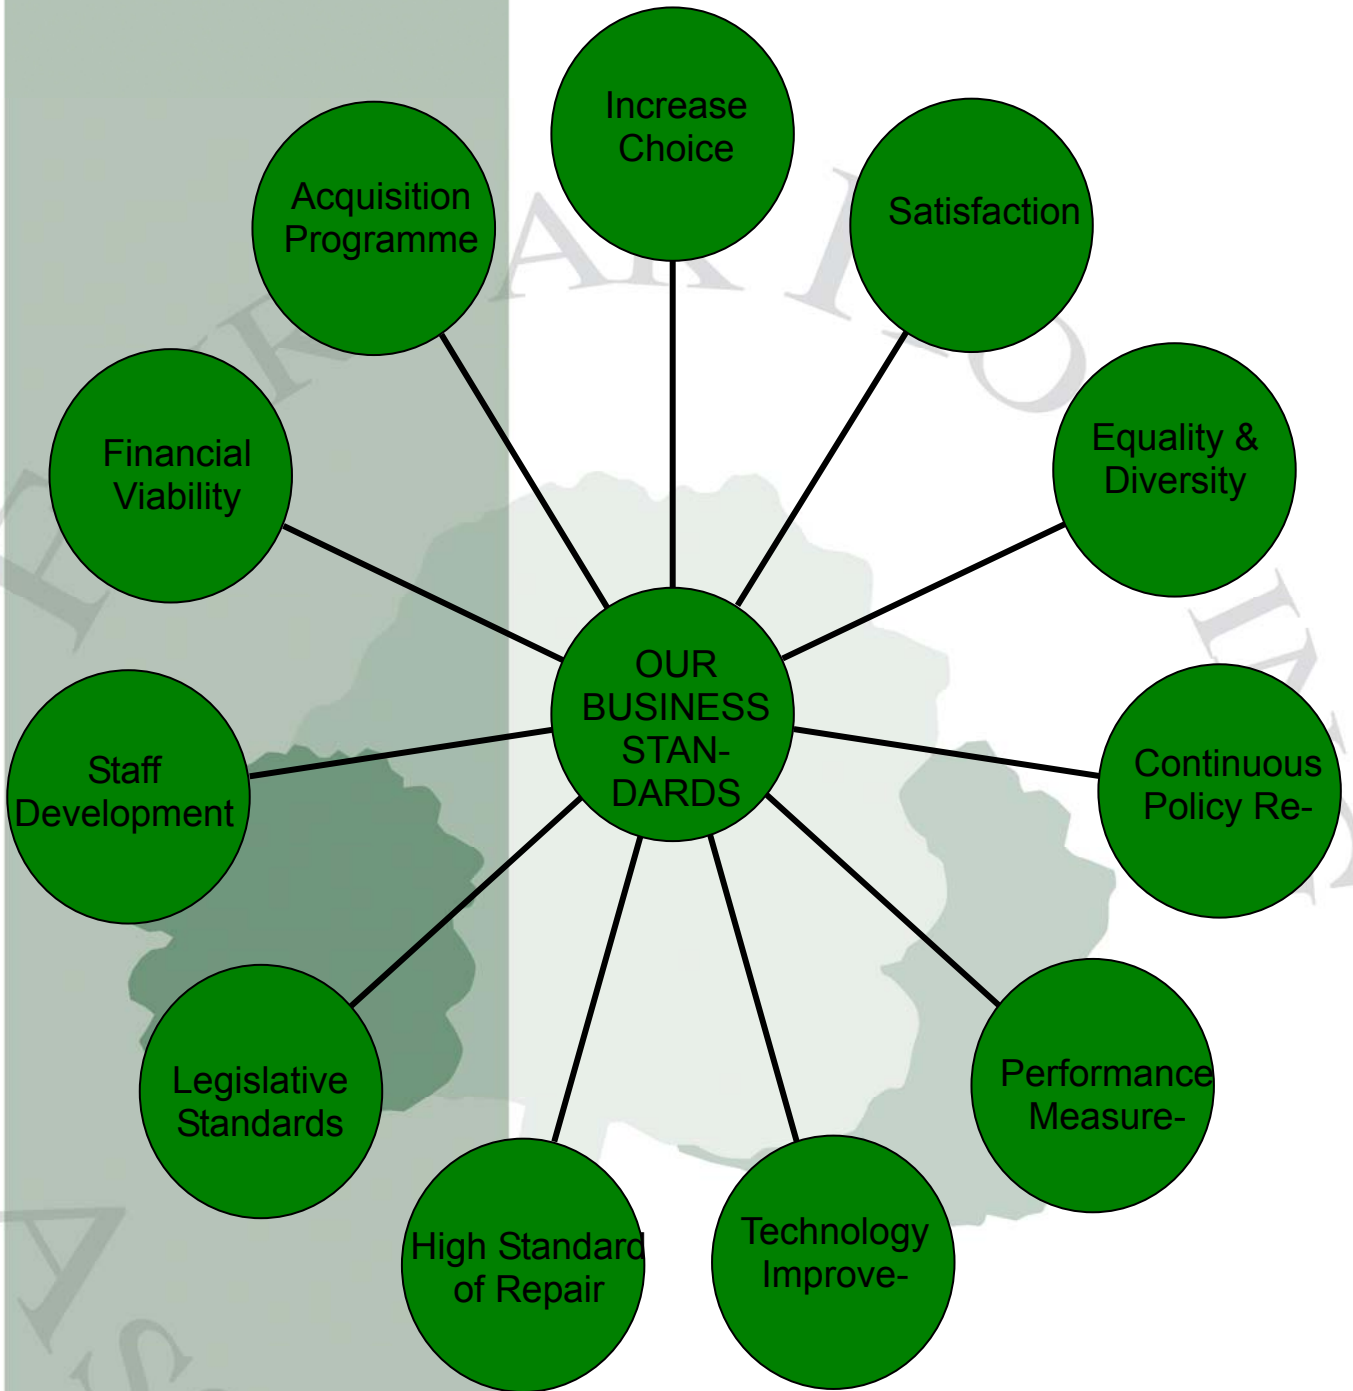 Increase
Choice
Satisfaction
Equality &
Diversity
Continuous
Policy Re-
Performance
Measure-
Technology
Improve-
High Standard
of Repair
Legislative
Standards
Staff
Development
Financial
Viability
Acquisition
Programme
OUR
BUSINESS
STAN-
DARDS